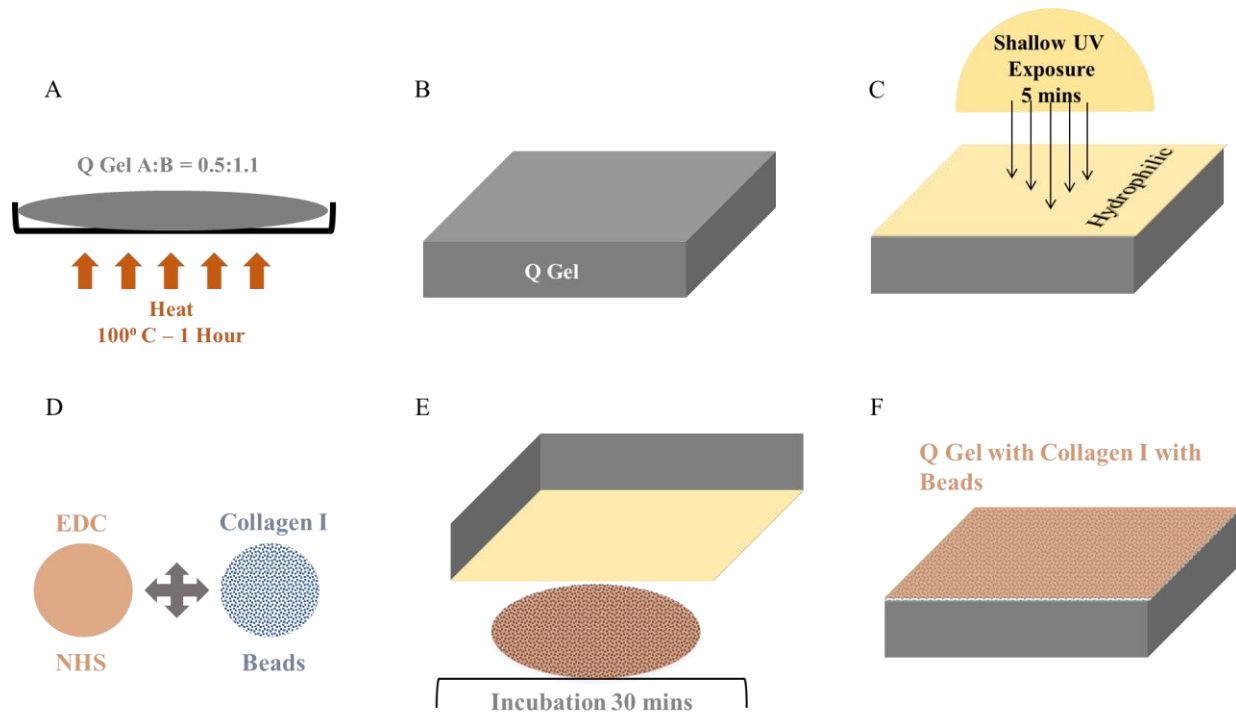 A
Q Gel A:B = 0.5:1.1
Heat
100⁰ C – 1 Hour
B
Q Gel
C
Shallow UV
Exposure
5 mins
Hydrophilic
D
EDC
NHS
Collagen I
Beads
E
Incubation 30 mins
F
Q Gel with Collagen I with
Beads